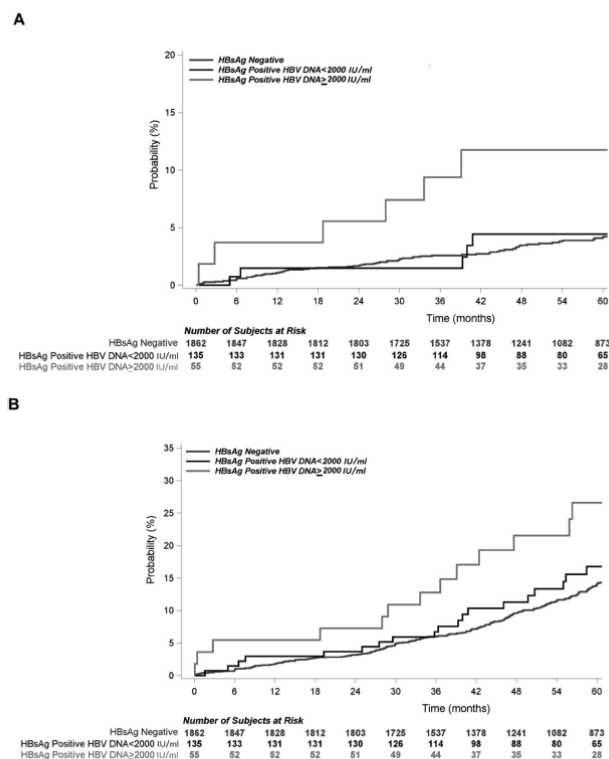 A
20
HBsAg Negative
HBsAg Positive HBV DNA<2000 IU/ml
HBsAg Positive HBV DNA≥2000 IU/ml
15
Probability (%)
10
5
0
0 6 12 18 24 30 36 42 48 54 60
Time (months)
Number of Subjects at Risk
HBsAg Negative 1862 1847 1828 1812 1803 1725 1537 1378 1241 1082 873
HBsAg Positive HBV DNA<2000 IU/ml 135 133 131 131 130 126 114 98 88 80 65
HBsAg Positive HBV DNA≥2000 IU/ml 55 52 52 52 51 49 44 37 35 33 28
B
35
HBsAg Negative
HBsAg Positive HBV DNA<2000 IU/ml
HBsAg Positive HBV DNA≥2000 IU/ml
30
25
20
Probability (%)
15
10
5
0
0 6 12 18 24 30 36 42 48 54 60
Time (months)
Number of Subjects at Risk
HBsAg Negative 1862 1847 1828 1812 1803 1725 1537 1378 1241 1082 873
HBsAg Positive HBV DNA<2000 IU/ml 135 133 131 131 130 126 114 98 88 80 65
HBsAg Positive HBV DNA≥2000 IU/ml 55 52 52 52 51 49 44 37 35 33 28